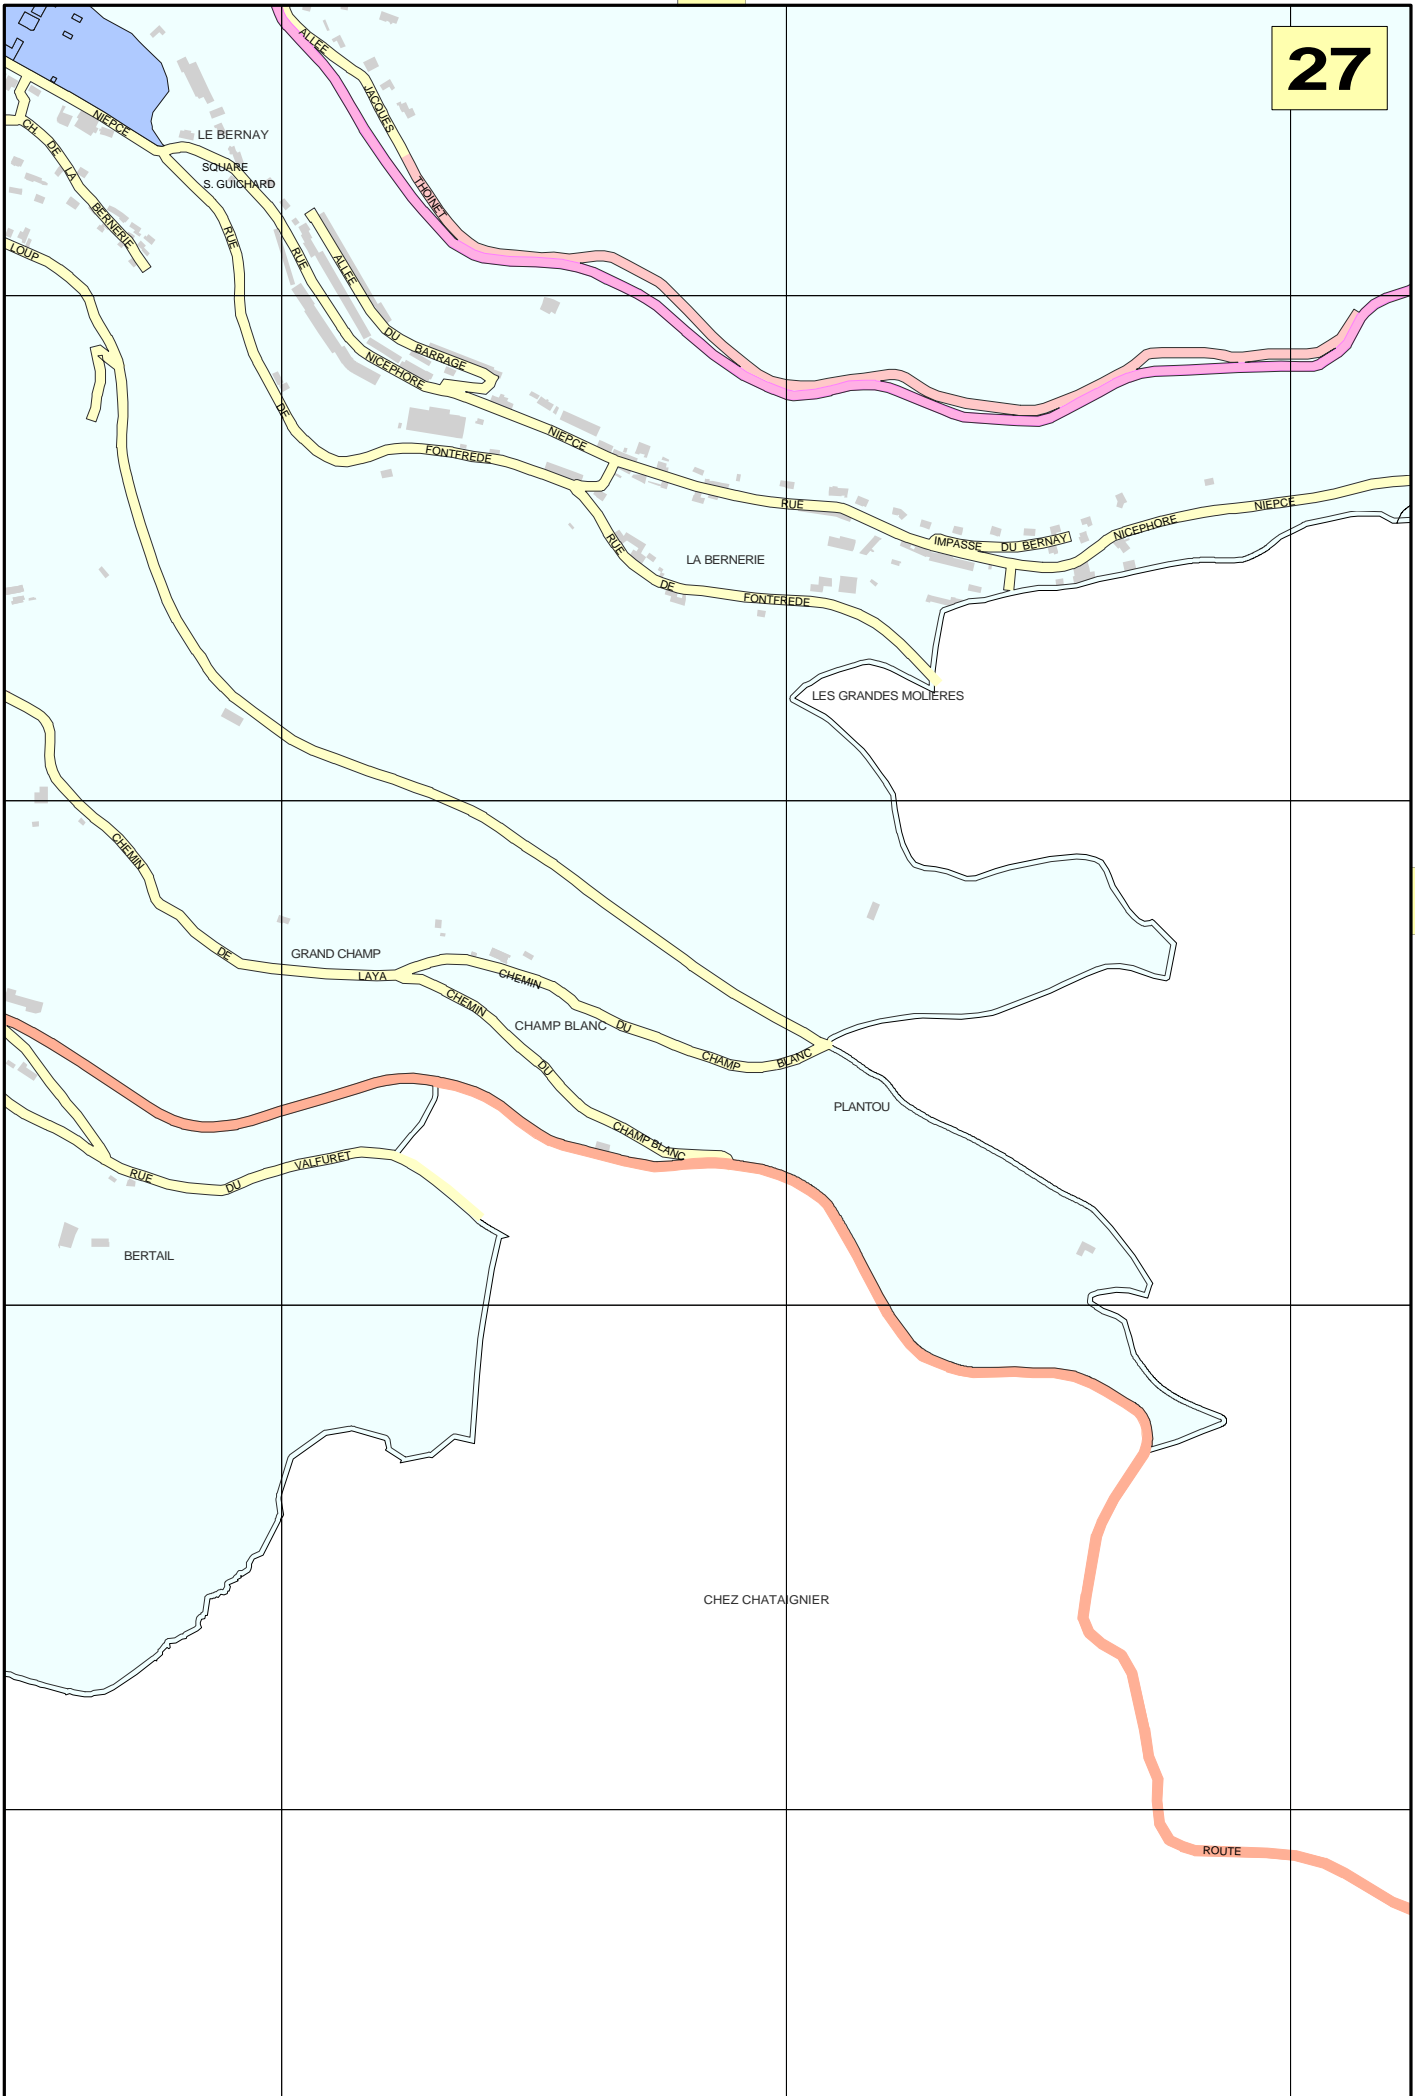 27
ALLEE
JACQUES
THOINET
NIEPCE
LE BERNAY
SQUARE
S. GUICHARD
CH. DE LA
BERNERIE
LOUP
RUE
RUE
ALLEE
DU BARRAGE
NICEPHORE
DE
FONTFREDE
NIEPCE
RUE
NICEPHORE
NIEPCE
IMPASSE DU BERNAY
RUE
LA BERNERIE
DE
FONTFREDE
LES GRANDES MOLIERES
CHEMIN
DE
GRAND CHAMP
LAYA
CHEMIN
CHEMIN
CHAMP BLANC
DU
CHAMP
BLANC
DU
PLANTOU
CHAMP BLANC
VALFURET
RUE
DU
BERTAIL
CHEZ CHATAIGNIER
ROUTE